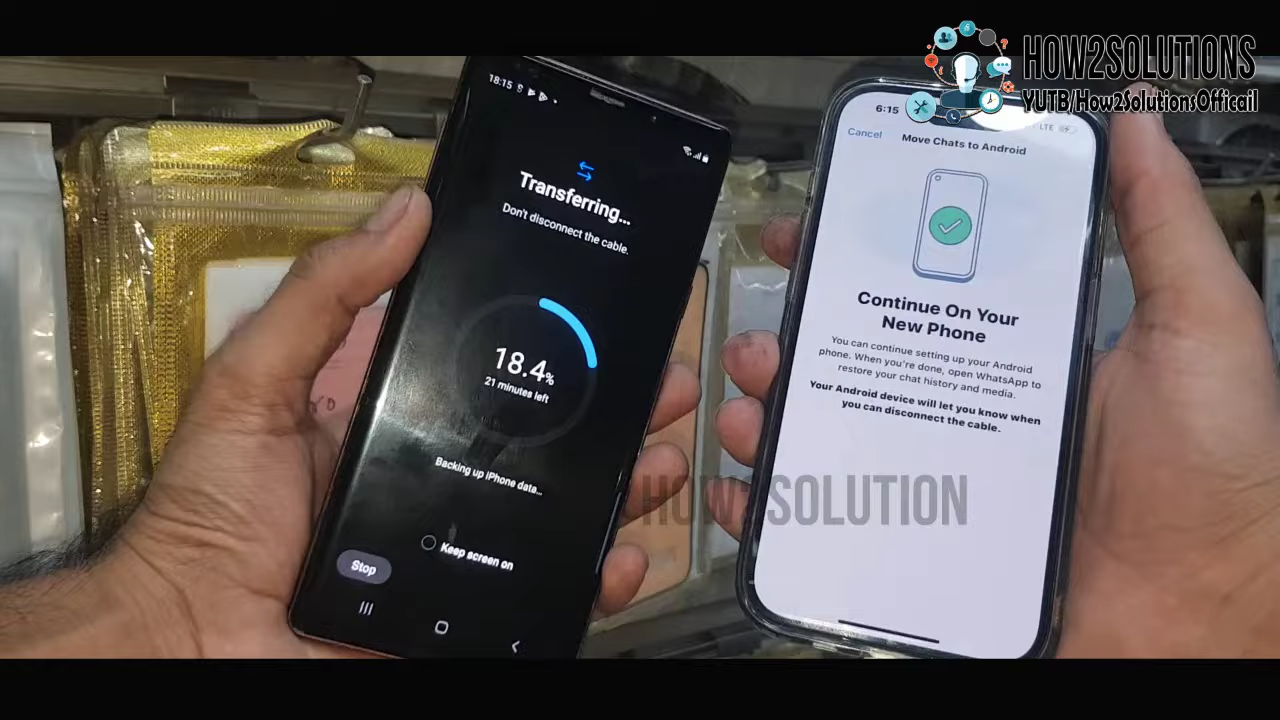 HOW2SOLUTIONS
YUTB/How2SolutionsOfficail
18:15
Transferring...
Don't disconnect the cable.
18.4%
21 minutes left
Backing up iPhone data...
Keep screen on
Stop
6:15
LTE
Cancel
Move Chats to Android
Continue On Your
New Phone
You can continue setting up your Android
phone. When you're done, open WhatsApp to
restore your chat history and media.
Your Android device will let you know when
you can disconnect the cable.
HOW2SOLUTION